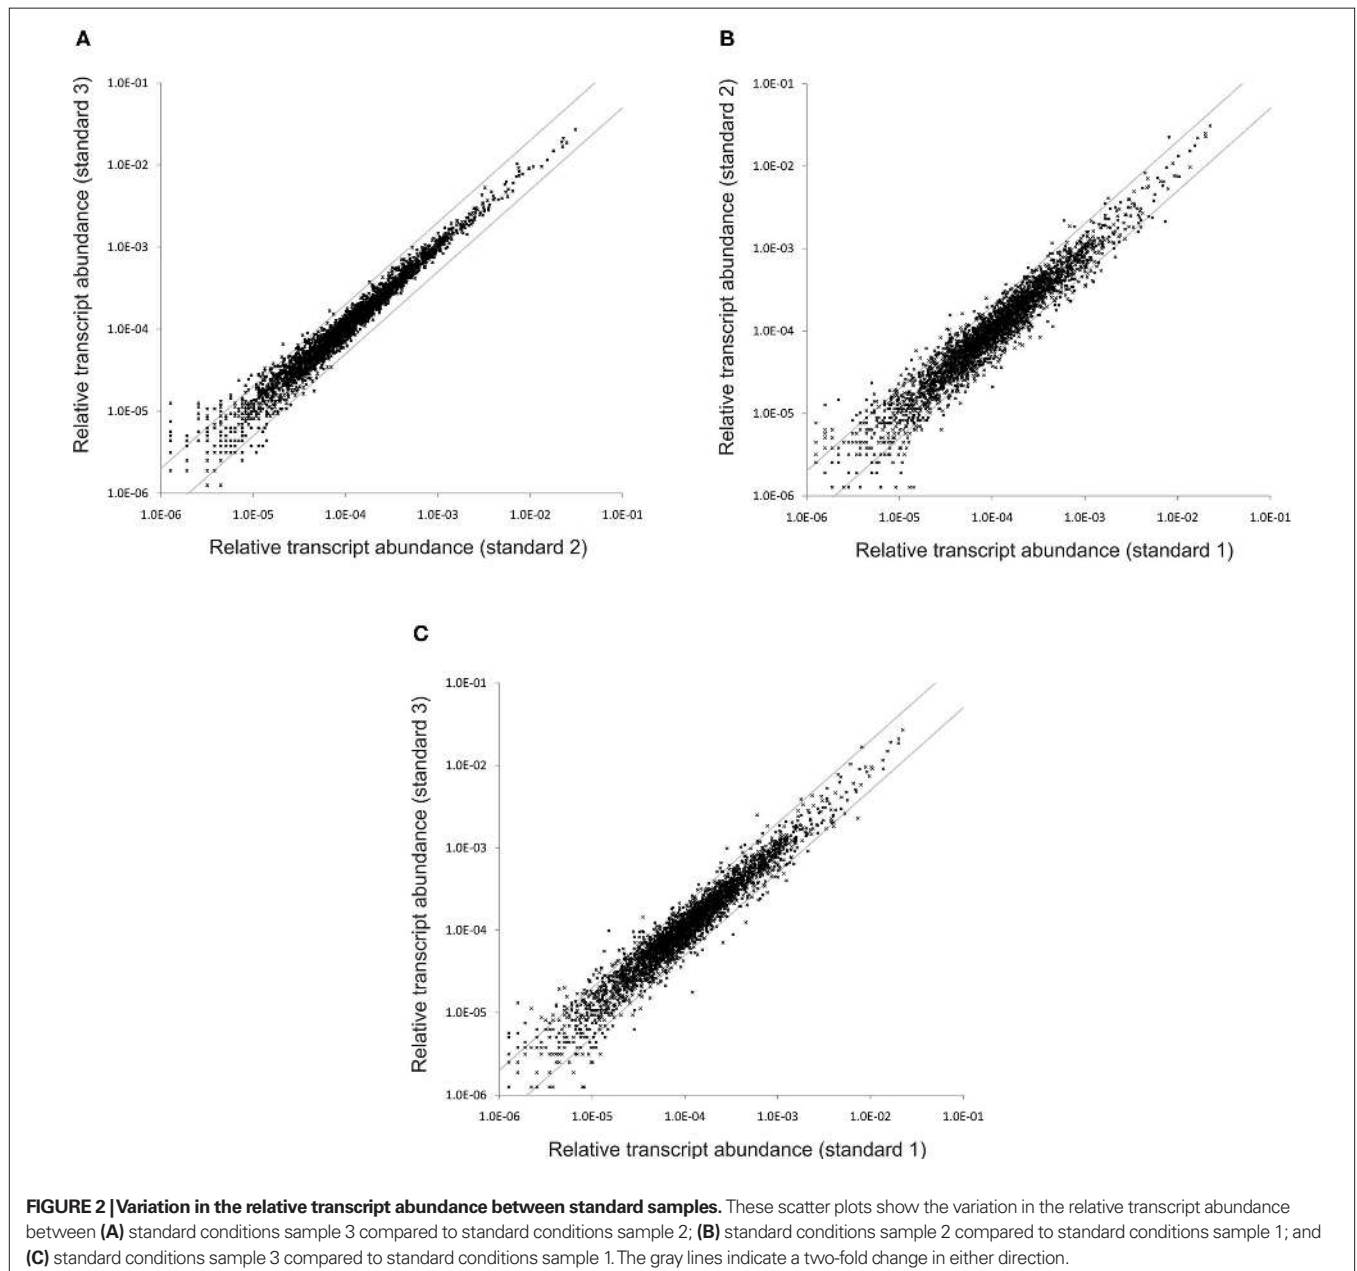 A
Relative transcript abundance (standard 3)
1.0E-01
1.0E-02
1.0E-03
1.0E-04
1.0E-05
1.0E-06
1.0E-06 1.0E-05 1.0E-04 1.0E-03 1.0E-02 1.0E-01
Relative transcript abundance (standard 2)
B
Relative transcript abundance (standard 2)
1.0E-01
1.0E-02
1.0E-03
1.0E-04
1.0E-05
1.0E-06
1.0E-06 1.0E-05 1.0E-04 1.0E-03 1.0E-02 1.0E-01
Relative transcript abundance (standard 1)
C
Relative transcript abundance (standard 3)
1.0E-01
1.0E-02
1.0E-03
1.0E-04
1.0E-05
1.0E-06
1.0E-06 1.0E-05 1.0E-04 1.0E-03 1.0E-02 1.0E-01
Relative transcript abundance (standard 1)
FIGURE 2 | Variation in the relative transcript abundance between standard samples. These scatter plots show the variation in the relative transcript abundance
between (A) standard conditions sample 3 compared to standard conditions sample 2; (B) standard conditions sample 2 compared to standard conditions sample 1; and
(C) standard conditions sample 3 compared to standard conditions sample 1. The gray lines indicate a two-fold change in either direction.